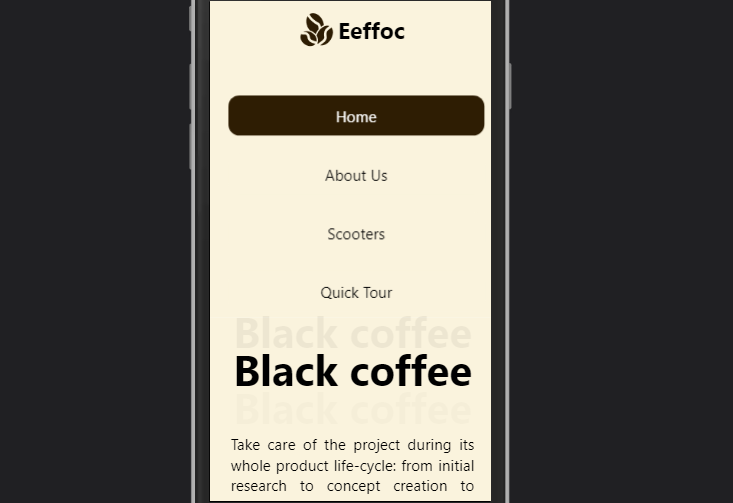 Eeffoc
Home
About Us
Scooters
Quick Tour
Black coffee
Black coffee
Black coffee
Take care of the project during its
whole product life-cycle: from initial
research to concept creation to